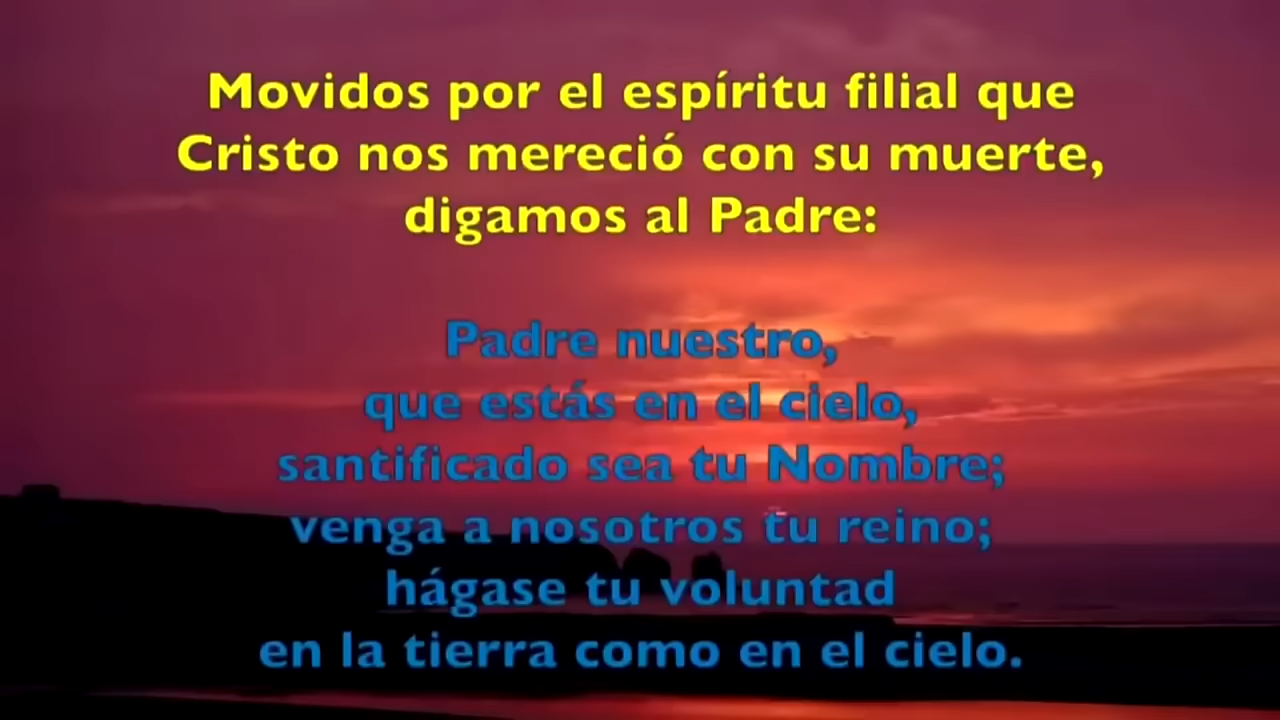 Movidos por el espíritu filial que
Cristo nos mereció con su muerte,
digamos al Padre:
Padre nuestro,
que estás en el cielo,
santificado sea tu Nombre;
venga a nosotros tu reino;
hágase tu voluntad
en la tierra como en el cielo.